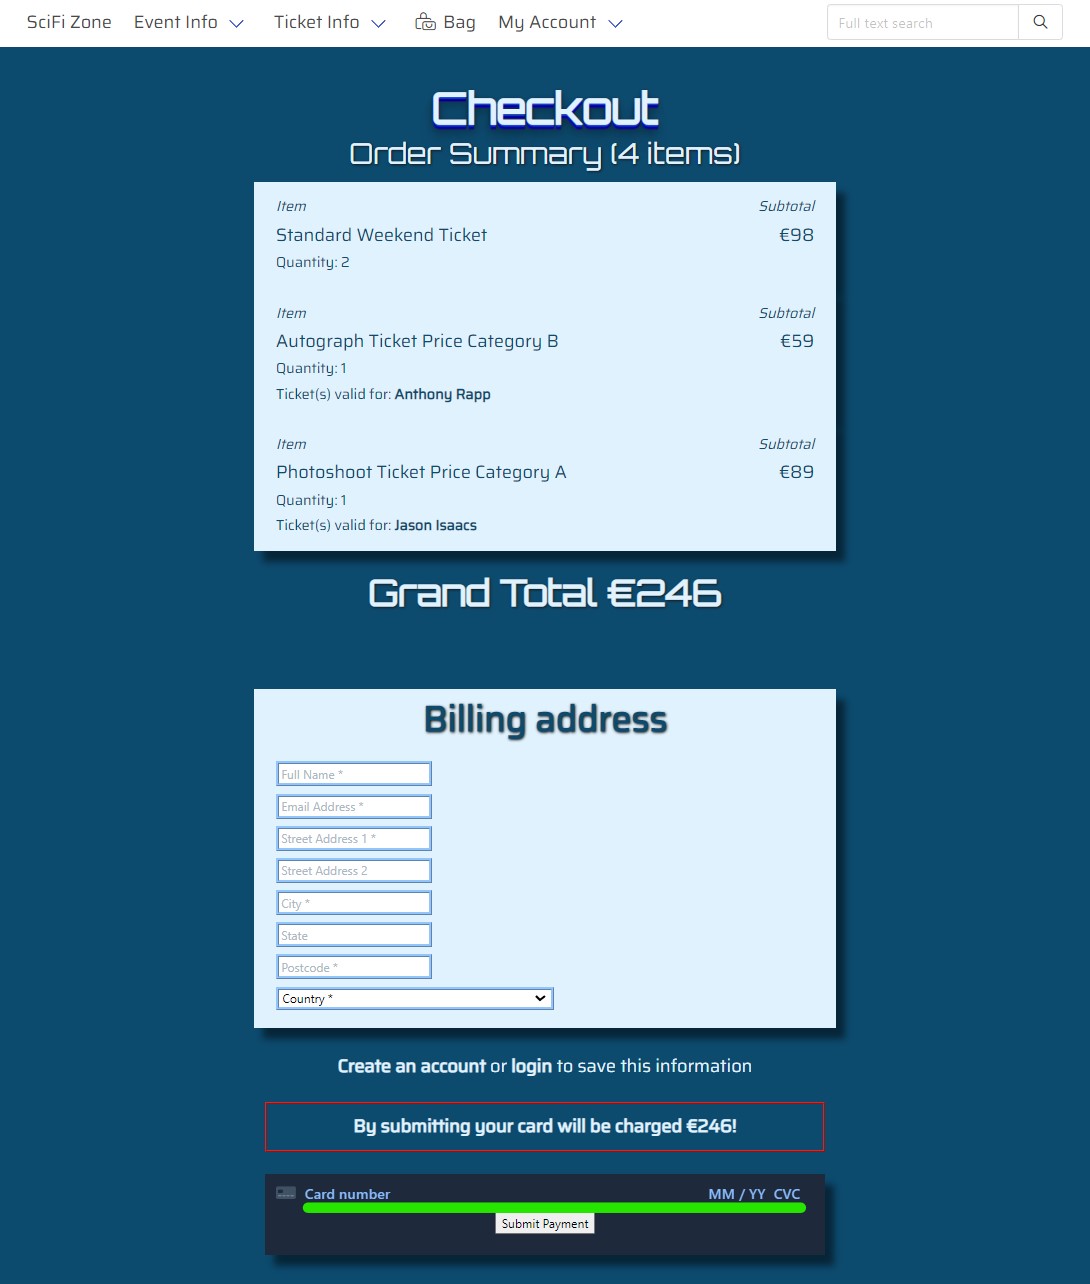 SciFi Zone Event Info Ticket Info Bag My Account Full text search
Checkout
Order Summary (4 items)
Item Subtotal
Standard Weekend Ticket €98
Quantity: 2
Item Subtotal
Autograph Ticket Price Category B €59
Quantity: 1
Ticket(s) valid for: Anthony Rapp
Item Subtotal
Photoshoot Ticket Price Category A €89
Quantity: 1
Ticket(s) valid for: Jason Isaacs
Grand Total €246
Billing address
Full Name *
Email Address *
Street Address 1 *
Street Address 2
City *
State
Postcode *
Country *
Create an account or login to save this information
By submitting your card will be charged €246!
Card number MM / YY CVC
Submit Payment